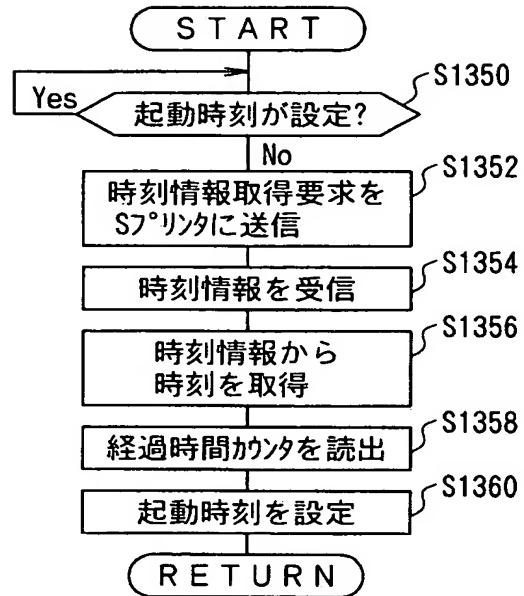 START
Yes
起動時刻が設定?
S1350
No
時刻情報取得要求を
Sプリンタに送信
S1352
時刻情報を受信
S1354
時刻情報から
時刻を取得
S1356
経過時間カウンタを読出
S1358
起動時刻を設定
S1360
RETURN